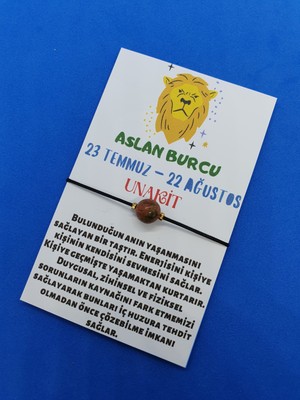 ASLAN BURCU
23 TEMMUZ – 22 AĞUSTOS
UNAKİT
BULUNDUĞUN ANIN YAŞANMASINI
SAĞLAYAN BİR TAŞTIR. ENERJİSİNİ KİŞİYE
KİŞİNİN KENDİSİNİ SEVMESİNİ SAĞLAR.
KİŞİYE GEÇMİŞTE YAŞAMAKTAN KURTARIR.
DUYGUSAL, ZİHİNSEL VE FİZİKSEL
SORUNLARIN KAYNAĞINI FARK ETMEMİZİ
SAĞLAYARAK BUNLARI İÇ HUZURA TEHDİT
OLMADAN ÖNCE ÇÖZEBİLME İMKANI
SAĞLAR.